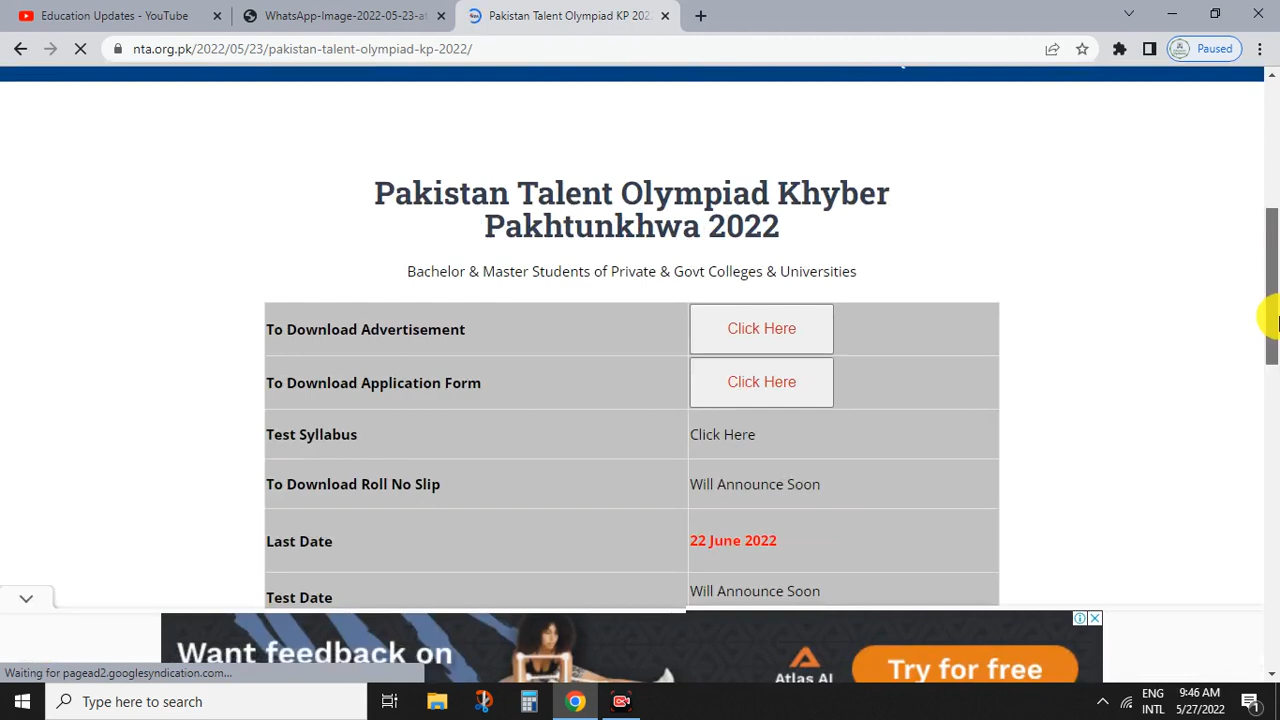 Education Updates - YouTube
WhatsApp-Image-2022-05-23-at
Pakistan Talent Olympiad KP 2022
nta.org.pk/2022/05/23/pakistan-talent-olympiad-kp-2022/
Paused
Pakistan Talent Olympiad Khyber
Pakhtunkhwa 2022
Bachelor & Master Students of Private & Govt Colleges & Universities
To Download Advertisement
Click Here
To Download Application Form
Click Here
Test Syllabus
Click Here
To Download Roll No Slip
Will Announce Soon
Last Date
22 June 2022
Test Date
Will Announce Soon
Want feedback on
Atlas AI
Try for free
Waiting for pagead2.googlesyndication.com...
Type here to search
ENG
INTL
9:46 AM
5/27/2022
1